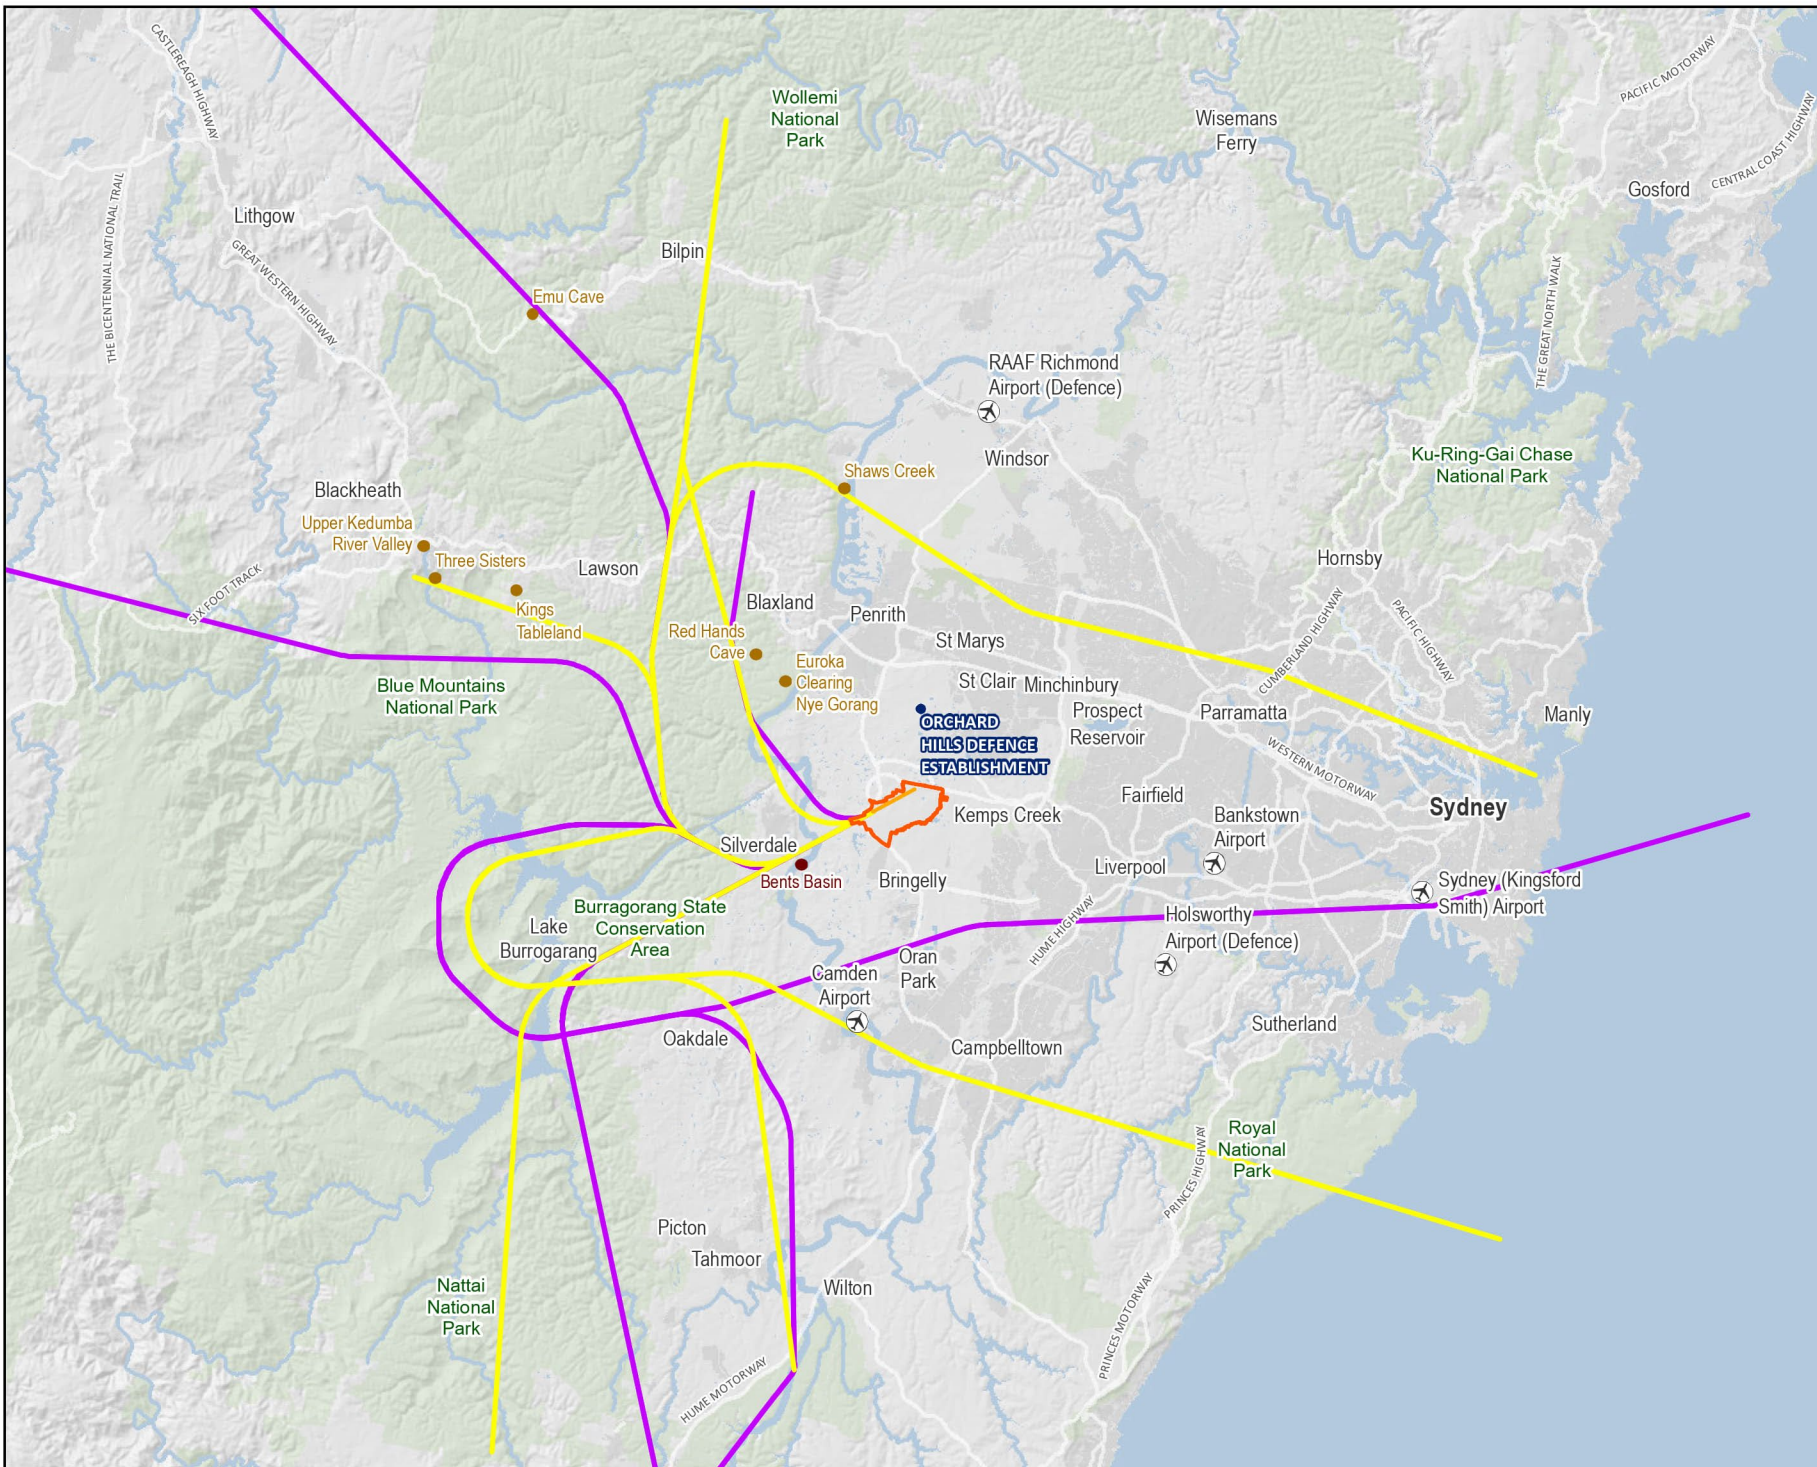 CASTLEREAGH HIGHWAY
PACIFIC MOTORWAY
Wollemi
National
Park
Wisemans
Ferry
CENTRAL COAST HIGHWAY
Gosford
THE BICENTENNIAL NATIONAL TRAIL
Lithgow
GREAT WESTERN HIGHWAY
Bilpin
THE GREAT NORTH WALK
Emu Cave
RAAF Richmond
Airport (Defence)
Windsor
Ku-Ring-Gai Chase
National Park
Shaws Creek
Blackheath
Upper Kedumba
River Valley
Three Sisters
Lawson
Hornsby
SIX FOOT TRACK
Kings
Tableland
Blaxland
Penrith
PACIFIC HIGHWAY
CUMBERLAND HIGHWAY
Red Hands
Cave
St Marys
Euroka
Clearing
Nye Gorang
St Clair
Minchinbury
Blue Mountains
National Park
Prospect
Reservoir
Parramatta
Manly
ORCHARD
HILLS DEFENCE
ESTABLISHMENT
WESTERN MOTORWAY
Fairfield
Sydney
Kemps Creek
Bankstown
Airport
Silverdale
Liverpool
Bents Basin
Bringelly
Sydney (Kingsford
Smith) Airport
Burragorang State
Conservation
Area
Lake
Burrogarang
HUME HIGHWAY
Holsworthy
Airport (Defence)
Oran
Park
Camden
Airport
Oakdale
Sutherland
Campbelltown
Royal
National
Park
PRINCES HIGHWAY
Picton
Tahmoor
Nattai
National
Park
Wilton
PRINCES MOTORWAY
HUME MOTORWAY